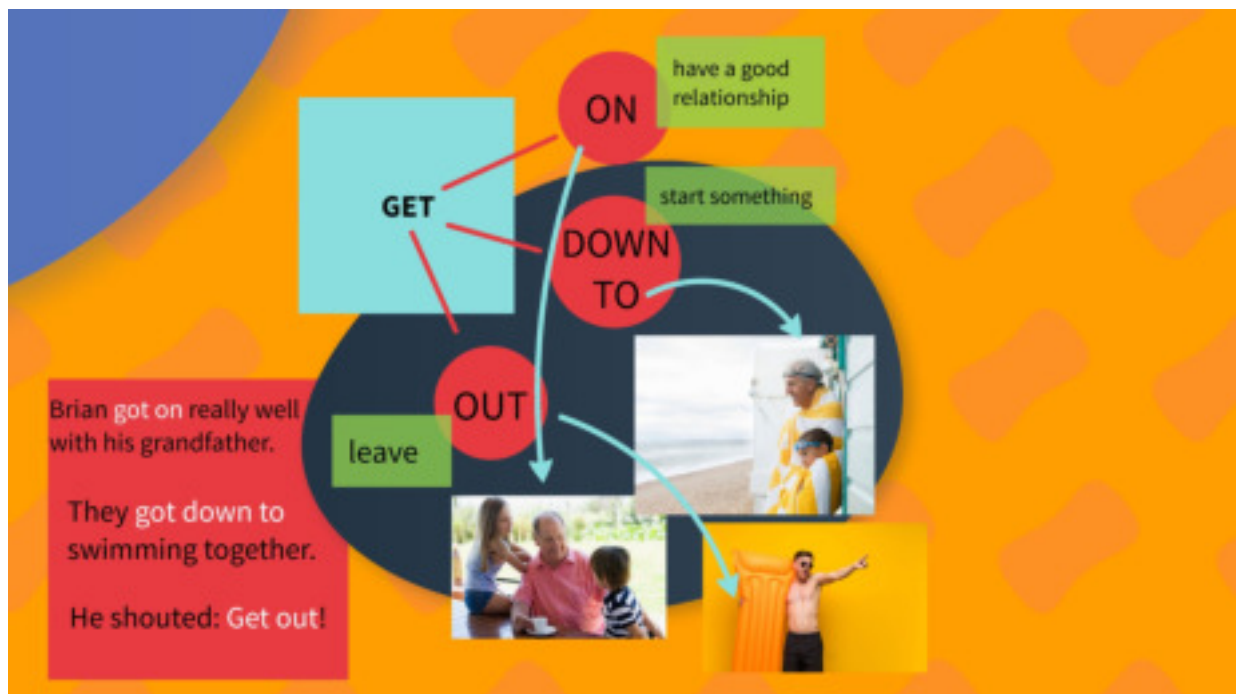 have a good
relationship
ON
GET
start something
DOWN
TO
OUT
leave
Brian got on really well
with his grandfather.
They got down to
swimming together.
He shouted: Get out!